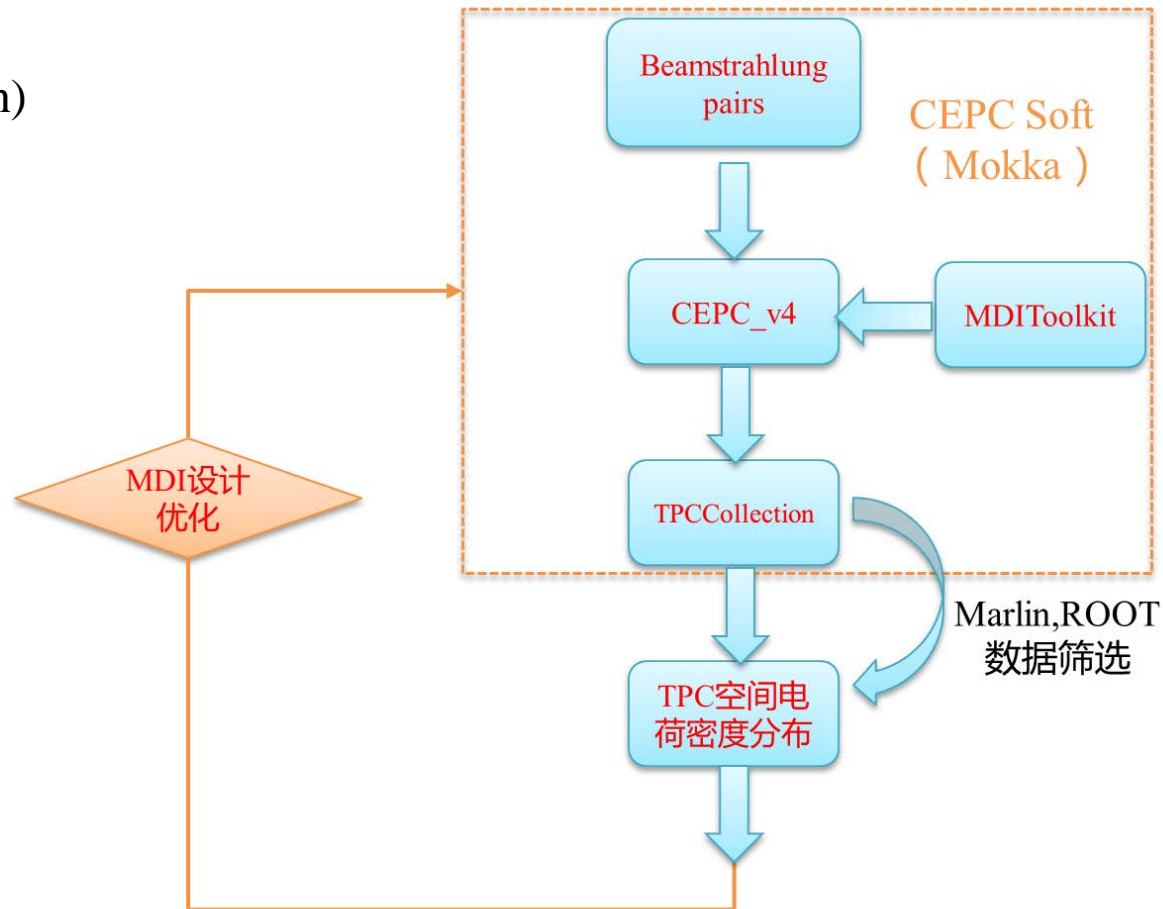 n)
Beamstrahlung
pairs
CEPC Soft
（ Mokka ）
CEPC_v4
MDIToolkit
MDI设计
优化
TPCCollection
Marlin,ROOT
数据筛选
TPC空间电
荷密度分布